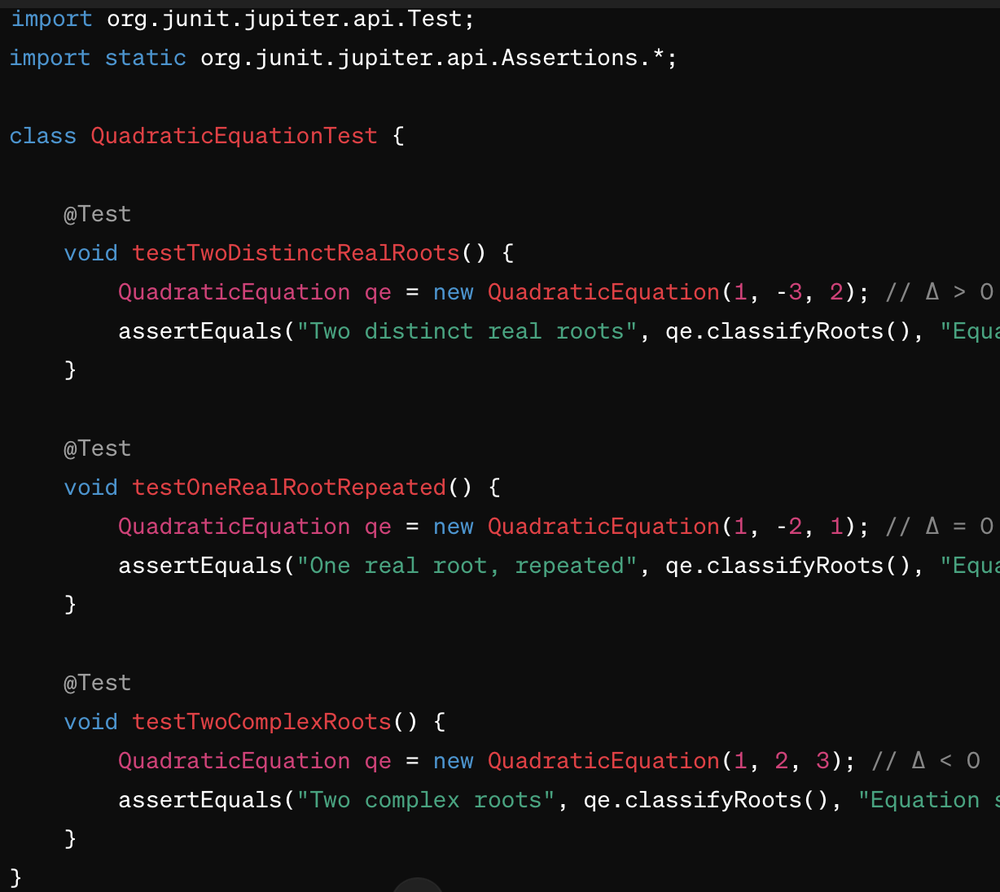 import org.junit.jupiter.api.Test;
import static org.junit.jupiter.api.Assertions.*;
class QuadraticEquationTest {
@Test
void testTwoDistinctRealRoots() {
QuadraticEquation qe = new QuadraticEquation(1, -3, 2); // Δ > 0
assertEquals("Two distinct real roots", qe.classifyRoots(), "Equa
}
@Test
void testOneRealRootRepeated() {
QuadraticEquation qe = new QuadraticEquation(1, -2, 1); // Δ = 0
assertEquals("One real root, repeated", qe.classifyRoots(), "Equa
}
@Test
void testTwoComplexRoots() {
QuadraticEquation qe = new QuadraticEquation(1, 2, 3); // Δ < 0
assertEquals("Two complex roots", qe.classifyRoots(), "Equation s
}
}